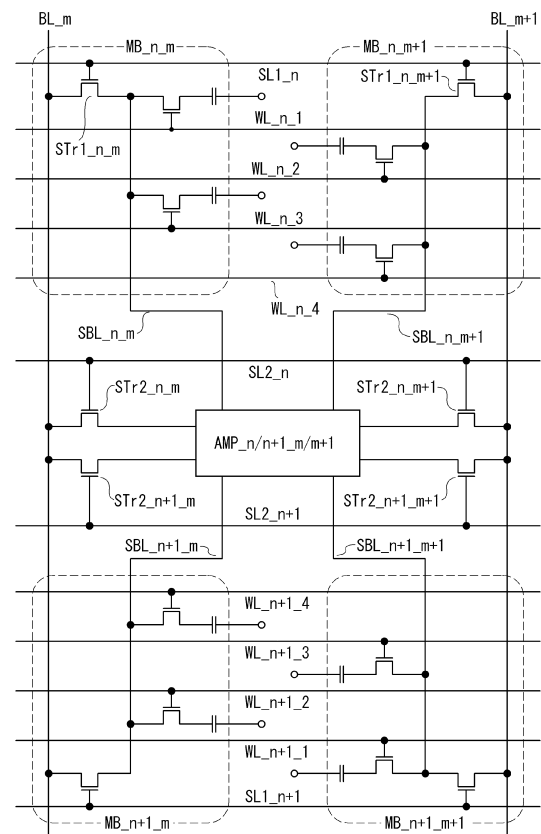 BL_m BL_m+1
MB_n_m MB_n_m+1
SL1_n STr1_n_m+1
STr1_n_m WL_n_1
WL_n_2
WL_n_3
WL_n_4
SBL_n_m SBL_n_m+1
SL2_n
STr2_n_m STr2_n_m+1
AMP_n/n+1_m/m+1
STr2_n+1_m STr2_n+1_m+1
SL2_n+1
SBL_n+1_m SBL_n+1_m+1
WL_n+1_4
WL_n+1_3
WL_n+1_2
WL_n+1_1
SL1_n+1
MB_n+1_m MB_n+1_m+1